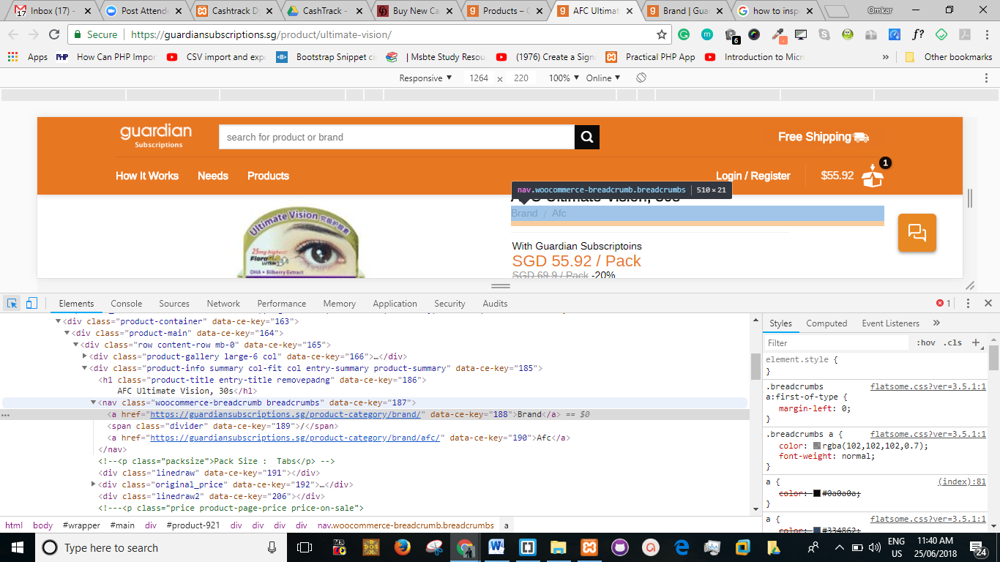 17
Inbox (17) -
Post Attende
Cashtrack D
CashTrack -
Buy New Ca
Products – G
AFC Ultimat
Brand | Gua
how to insp
Omkar
Secure
https://guardiansubscriptions.sg/product/ultimate-vision/
6
f?
Apps
PHP
How Can PHP Impor
CSV import and expo
Bootstrap Snippet ci
| Msbte Study Resou
(1976) Create a Sign
Practical PHP App
Introduction to Micr
»
Other bookmarks
Responsive
1264 × 220
100%
Online
guardian
Subscriptions
search for product or brand
Free Shipping
How It Works
Needs
Products
Login / Register
$55.92
1
nav.woocommerce-breadcrumb.breadcrumbs
510 × 21
AFC Ultimate Vision, 30s
Brand / Afc
Ultimate Vision
25mg highest
FloraGLO
LUTEIN
DHA + Bilberry Extract
With Guardian Subscriptoins
SGD 55.92 / Pack
SGD 69.9 / Pack -20%
Elements
Console
Sources
Network
Performance
Memory
Application
Security
Audits
1
<div class="product-container" data-ce-key="163">
<div class="product-main" data-ce-key="164">
<div class="row content-row mb-0" data-ce-key="165">
<div class="product-gallery large-6 col" data-ce-key="166">…</div>
<div class="product-info summary col-fit col entry-summary product-summary" data-ce-key="185">
<h1 class="product-title entry-title removepadng" data-ce-key="186">
AFC Ultimate Vision, 30s</h1>
<nav class="woocommerce-breadcrumb breadcrumbs" data-ce-key="187">
<a href="https://guardiansubscriptions.sg/product-category/brand/" data-ce-key="188">Brand</a> == $0
<span class="divider" data-ce-key="189">/</span>
<a href="https://guardiansubscriptions.sg/product-category/brand/afc/" data-ce-key="190">Afc</a>
</nav>
<!--<p class="packsize">Pack Size :  Tabs</p> -->
<div class="linedraw" data-ce-key="191"></div>
<div class="original_price" data-ce-key="192">…</div>
<div class="linedraw2" data-ce-key="206"></div>
<!---<p class="price product-page-price price-on-sale">
html
body
#wrapper
#main
div
#product-921
div
div
div
div
nav.woocommerce-breadcrumb.breadcrumbs
a
Styles
Computed
Event Listeners
»
Filter
:hov
.cls
+
element.style {
}
.breadcrumbs
flatsome.css?ver=3.5.1:1
a:first-of-type {
margin-left: 0;
}
.breadcrumbs a {
flatsome.css?ver=3.5.1:1
color: rgba(102,102,102,0.7);
font-weight: normal;
}
a {
(index):81
color: #0a0a0a;
}
a {
flatsome.css?ver=3.5.1:1
color: #334862;
Type here to search
ENG
US
11:40 AM
25/06/2018
24